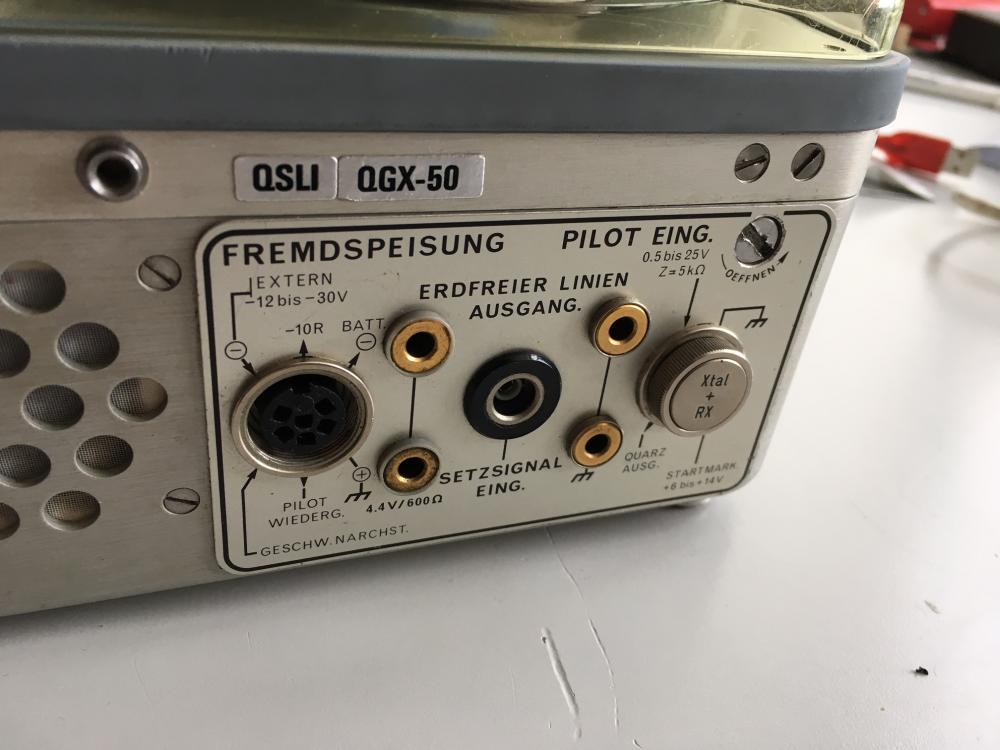 QSLI QGX-50
FREMDSPEISUNG
EXTERN
−12 bis −30V
−10R
BATT.
PILOT
WIEDERG.
GESCHW.NARCHST.
ERDFREIER LINIEN
AUSGANG.
4.4V/600Ω
SETZSIGNAL
EING.
PILOT EING.
0.5 bis 25V
Z=5kΩ
OEFFNEN
Xtal
+
RX
QUARZ
AUSG.
STARTMARK.
+6 bis +14V